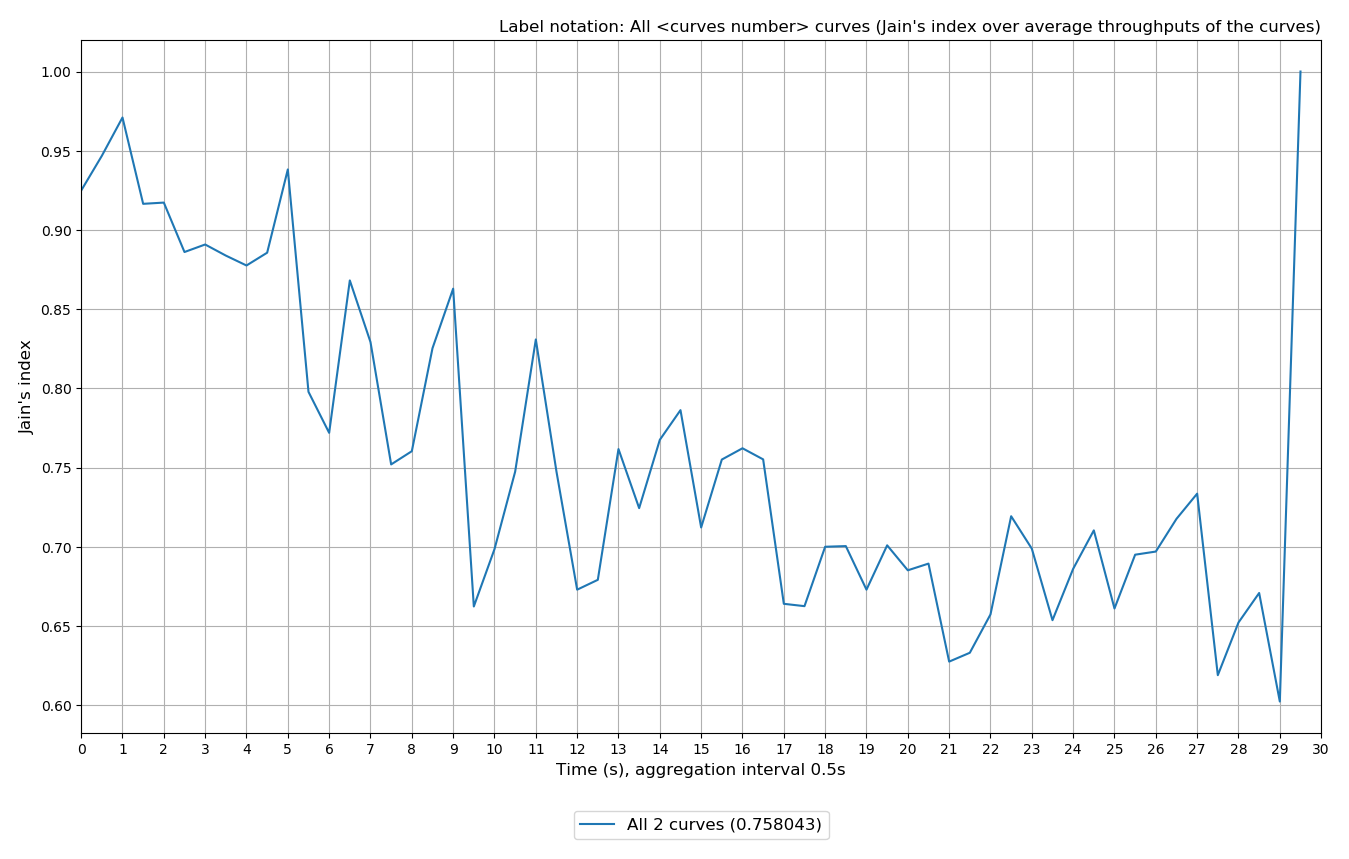 Label notation: All <curves number> curves (Jain's index over average throughputs of the curves)
1.00
0.95
0.90
0.85
0.80
0.75
0.70
0.65
0.60
Jain's index
0 1 2 3 4 5 6 7 8 9 10 11 12 13 14 15 16 17 18 19 20 21 22 23 24 25 26 27 28 29 30
Time (s), aggregation interval 0.5s
All 2 curves (0.758043)